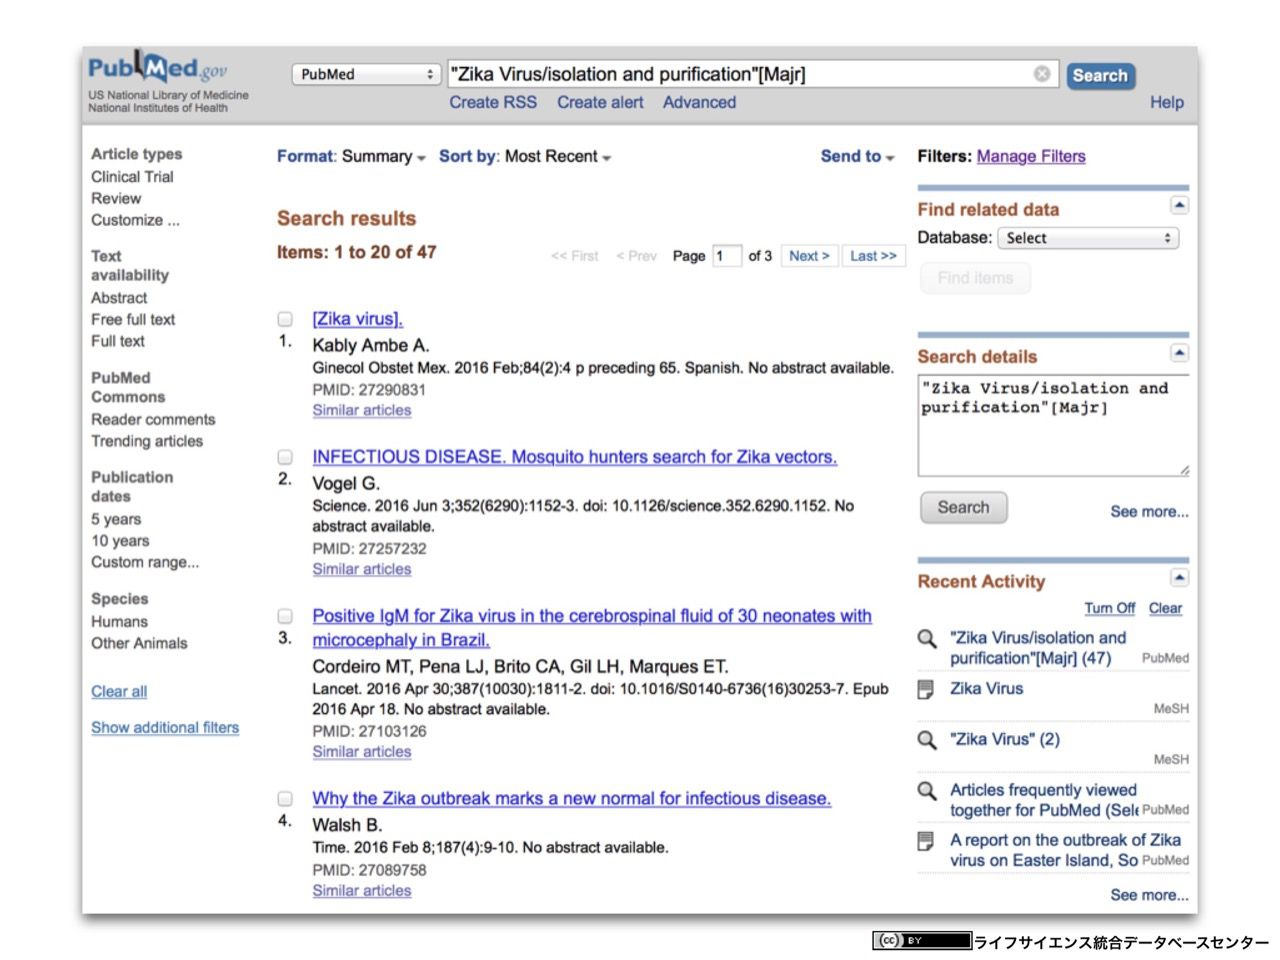 PubMed.gov
US National Library of Medicine
National Institutes of Health
PubMed
"Zika Virus/isolation and purification"[Majr]
Search
Create RSS Create alert Advanced
Help
Article types
Clinical Trial
Review
Customize ...
Text
availability
Abstract
Free full text
Full text
PubMed
Commons
Reader comments
Trending articles
Publication
dates
5 years
10 years
Custom range...
Species
Humans
Other Animals
Clear all
Show additional filters
Format: Summary Sort by: Most Recent Send to
Search results
Items: 1 to 20 of 47
<< First < Prev Page 1 of 3 Next > Last >>
[Zika virus].
1. Kably Ambe A.
Ginecol Obstet Mex. 2016 Feb;84(2):4 p preceding 65. Spanish. No abstract available.
PMID: 27290831
Similar articles
INFECTIOUS DISEASE. Mosquito hunters search for Zika vectors.
2. Vogel G.
Science. 2016 Jun 3;352(6290):1152-3. doi: 10.1126/science.352.6290.1152. No
abstract available.
PMID: 27257232
Similar articles
Positive IgM for Zika virus in the cerebrospinal fluid of 30 neonates with
3. microcephaly in Brazil.
Cordeiro MT, Pena LJ, Brito CA, Gil LH, Marques ET.
Lancet. 2016 Apr 30;387(10030):1811-2. doi: 10.1016/S0140-6736(16)30253-7. Epub
2016 Apr 18. No abstract available.
PMID: 27103126
Similar articles
Why the Zika outbreak marks a new normal for infectious disease.
4. Walsh B.
Time. 2016 Feb 8;187(4):9-10. No abstract available.
PMID: 27089758
Similar articles
Filters: Manage Filters
Find related data
Database: Select
Find items
Search details
"Zika Virus/isolation and
purification"[Majr]
Search
See more...
Recent Activity
Turn Off Clear
"Zika Virus/isolation and
purification"[Majr] (47) PubMed
Zika Virus
MeSH
"Zika Virus" (2)
MeSH
Articles frequently viewed
together for PubMed (Sele PubMed
A report on the outbreak of Zika
virus on Easter Island, So PubMed
See more...
(cc) BY ライフサイエンス統合データベースセンター